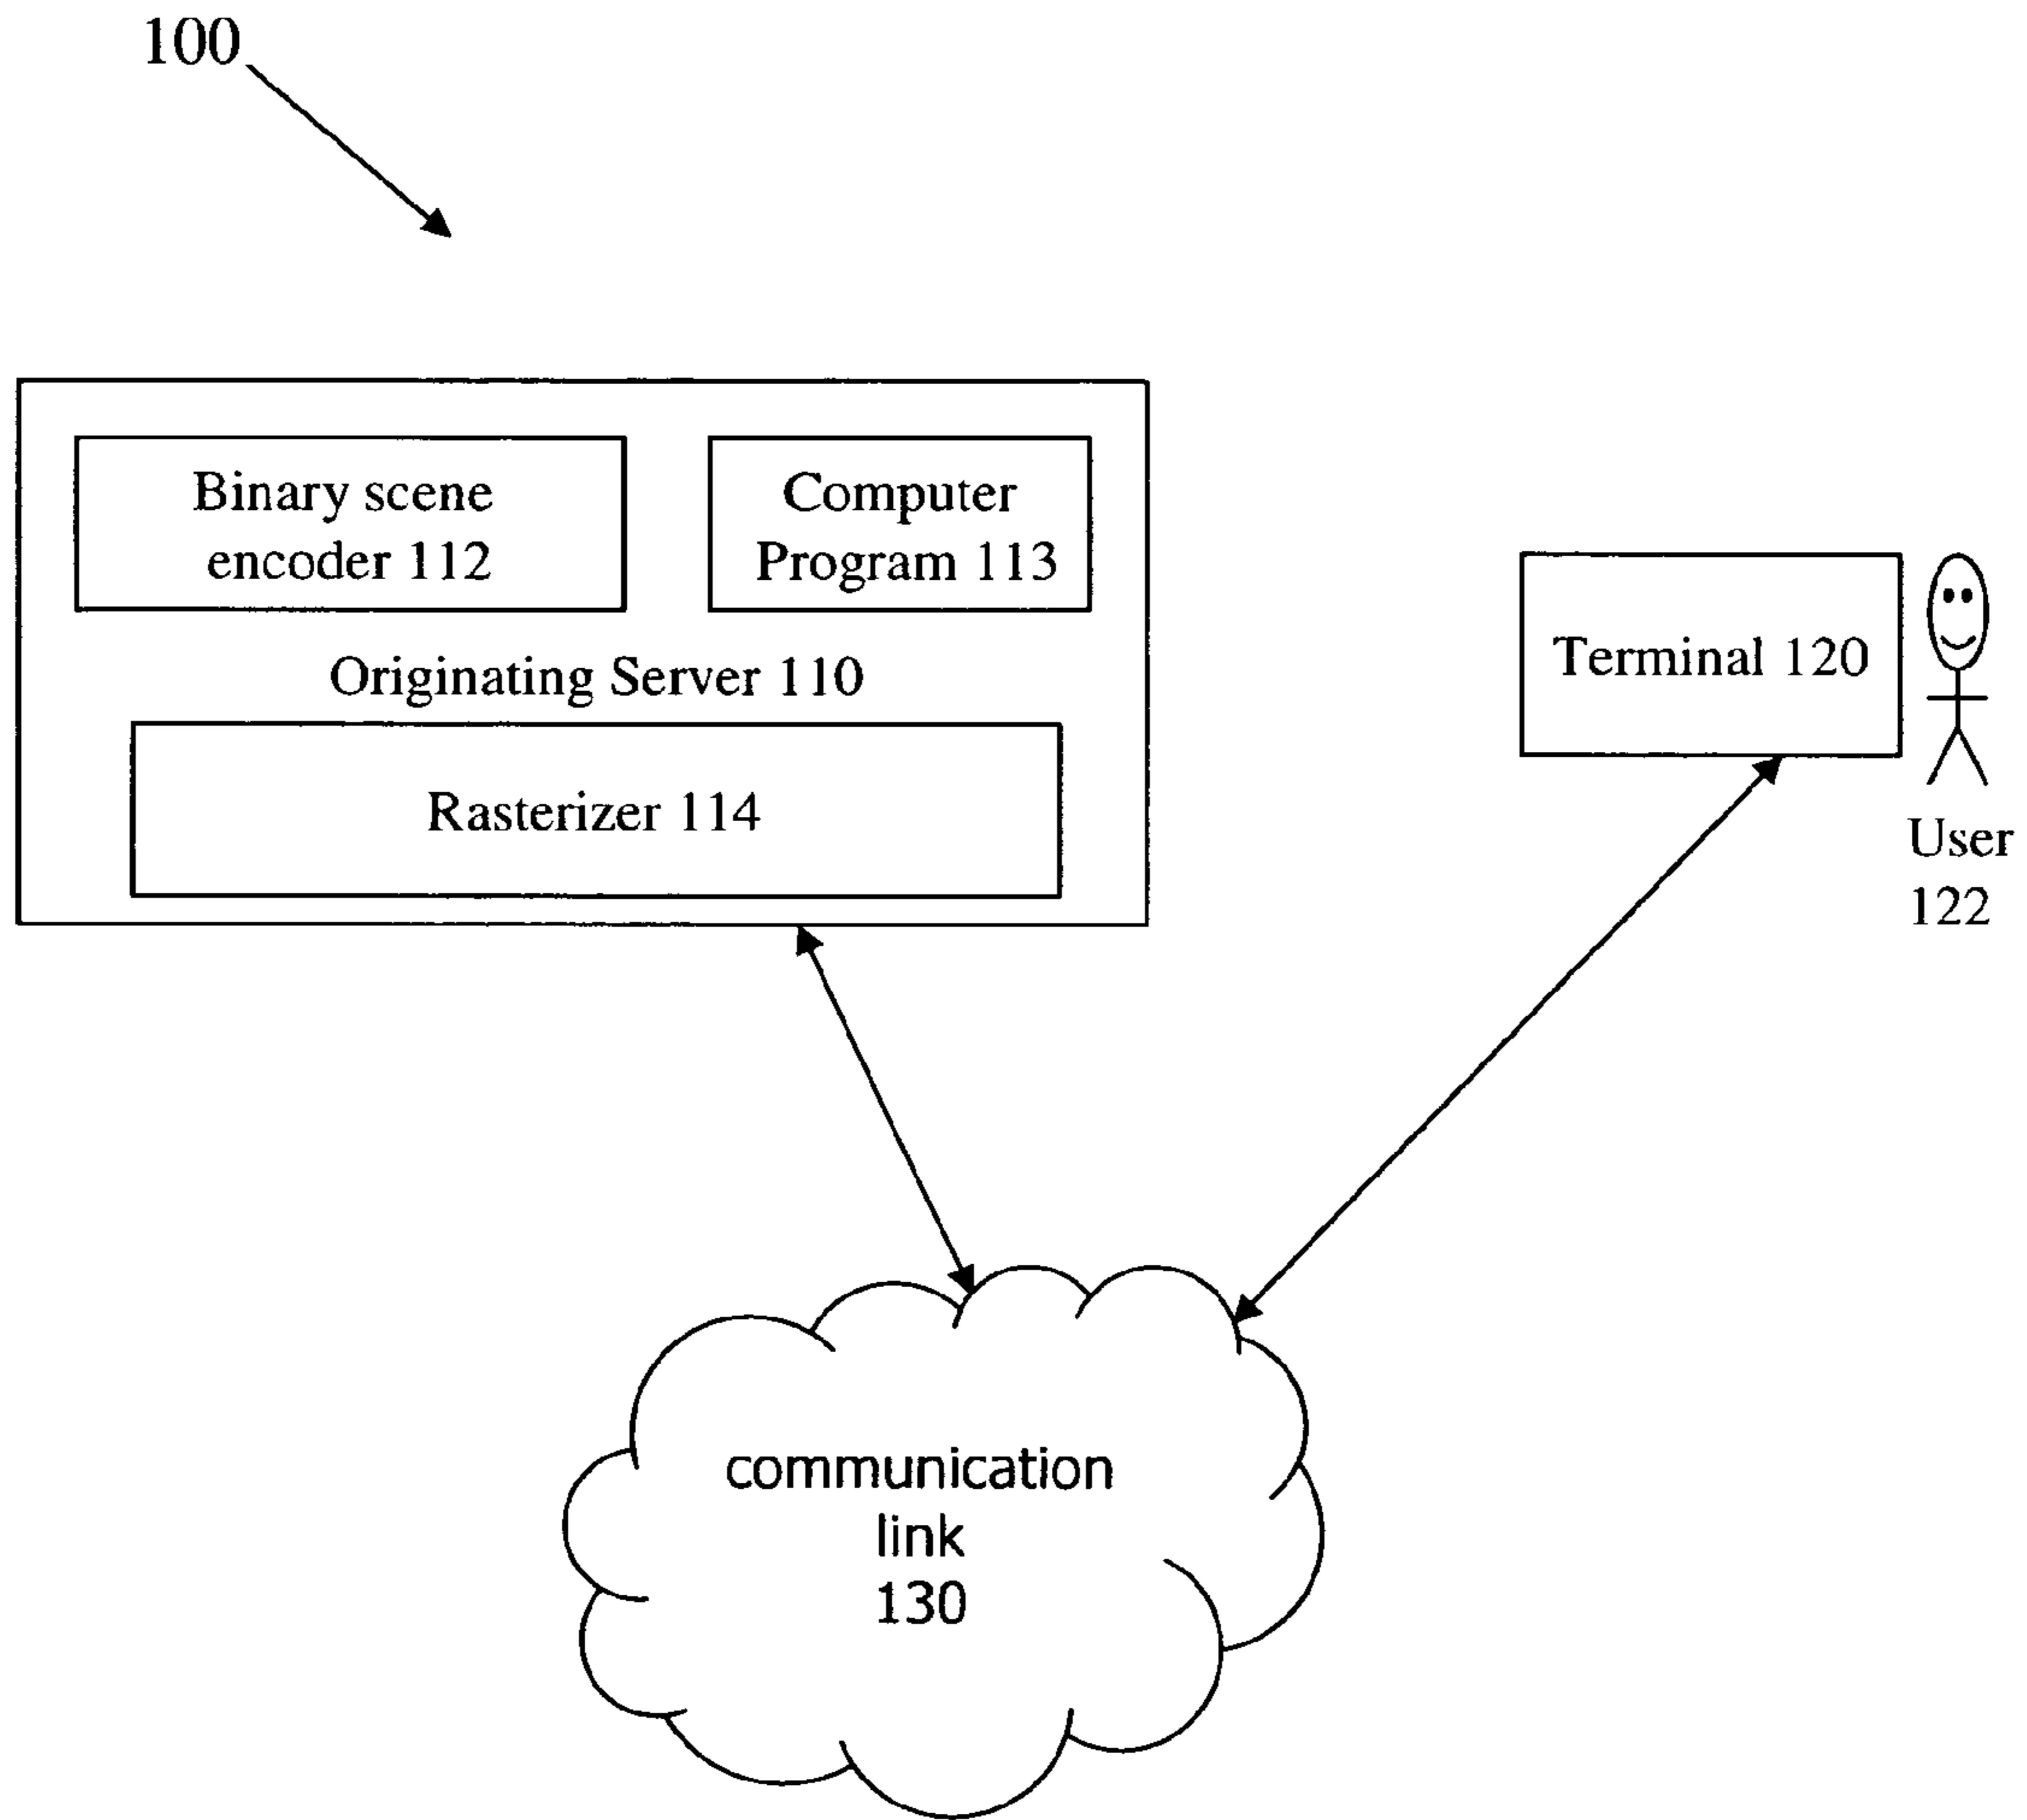 100
Binary scene
encoder 112
Computer
Program 113
Originating Server 110
Rasterizer 114
Terminal 120
User
122
communication
link
130